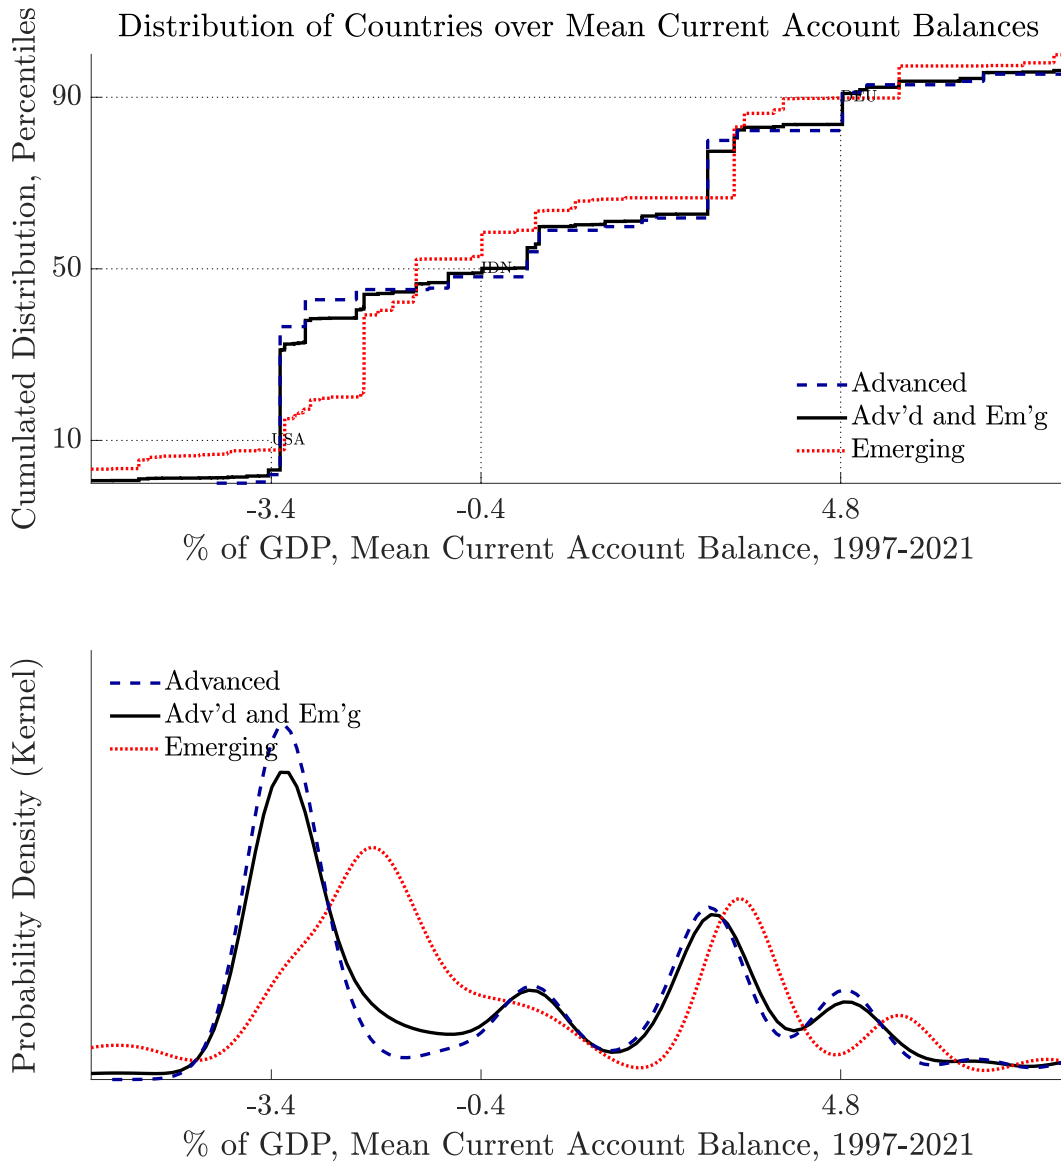 Distribution of Countries over Mean Current Account Balances
Cumulated Distribution, Percentiles
90
50
10
DEU
IDN
USA
Advanced
Adv'd and Em'g
Emerging
-3.4
-0.4
4.8
% of GDP, Mean Current Account Balance, 1997-2021
Probability Density (Kernel)
Advanced
Adv'd and Em'g
Emerging
-3.4
-0.4
4.8
% of GDP, Mean Current Account Balance, 1997-2021